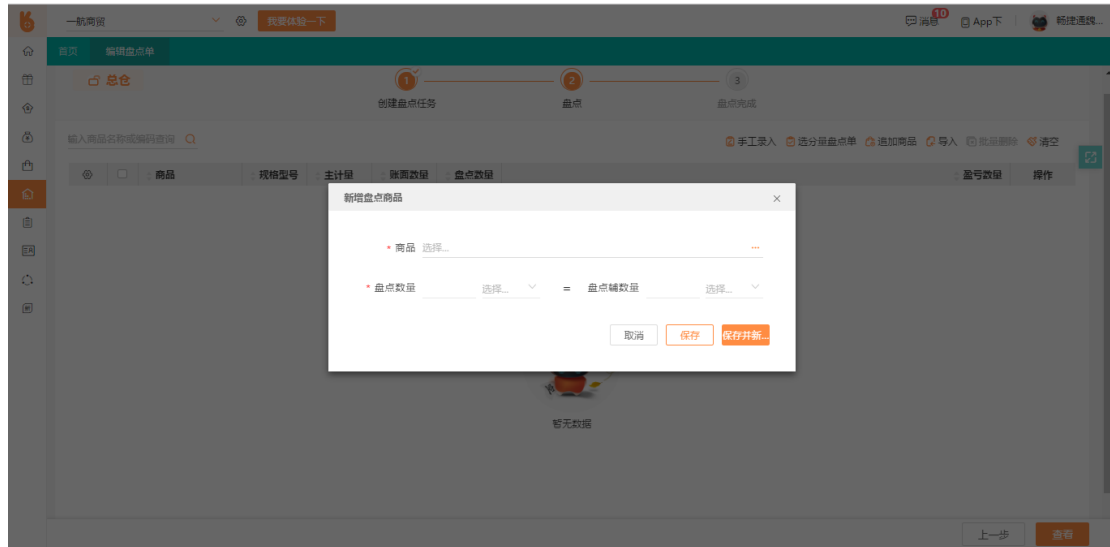 一航商贸 我要体验一下 消息 10 App下 畅捷通魏...
首页 编辑盘点单
总仓 1 2 3
创建盘点任务 盘点 盘点完成
输入商品名称或编码查询 手工录入 选分量盘点单 追加商品 导入 批量删除 清空
商品 规格型号 主计量 账面数量 盘点数量 盈亏数量 操作
新增盘点商品
* 商品 选择... ...
* 盘点数量 选择... = 盘点辅数量 选择...
取消 保存 保存并新...
暂无数据
上一步 查看